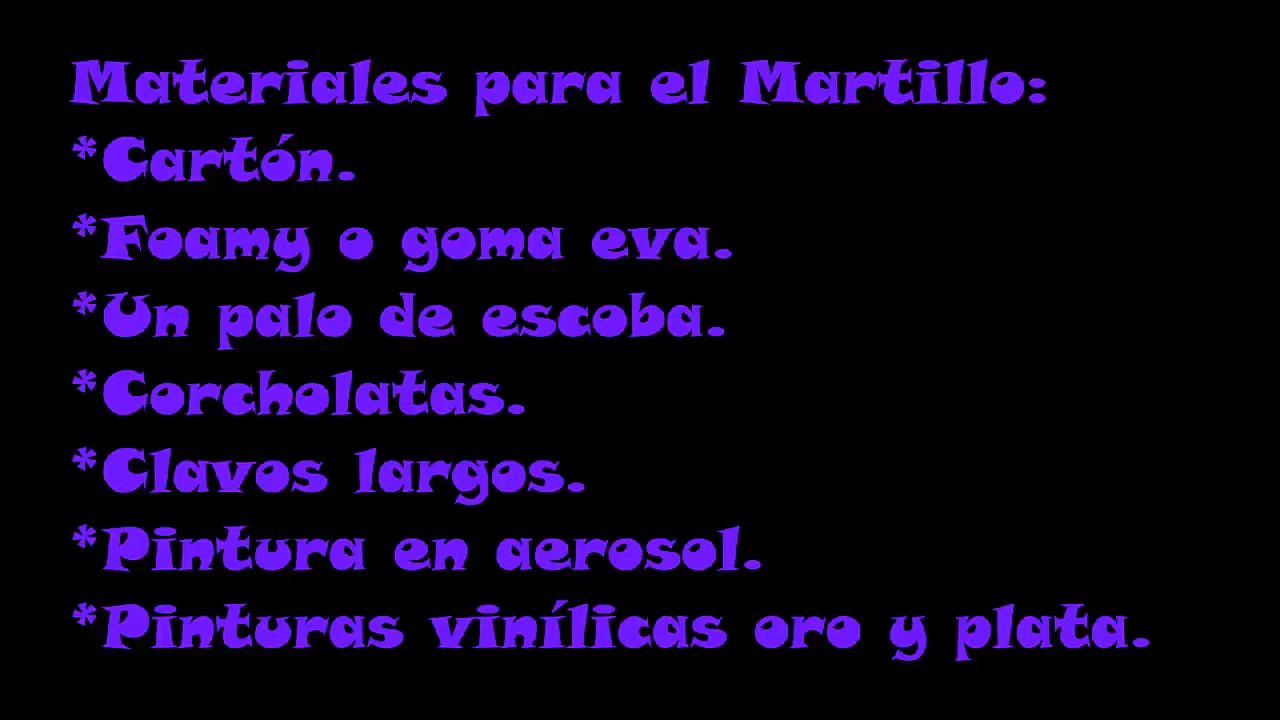 Materiales para el Martillo:
*Cartón.
*Foamy o goma eva.
*Un palo de escoba.
*Corcholatas.
*Clavos largos.
*Pintura en aerosol.
*Pinturas vinílicas oro y plata.